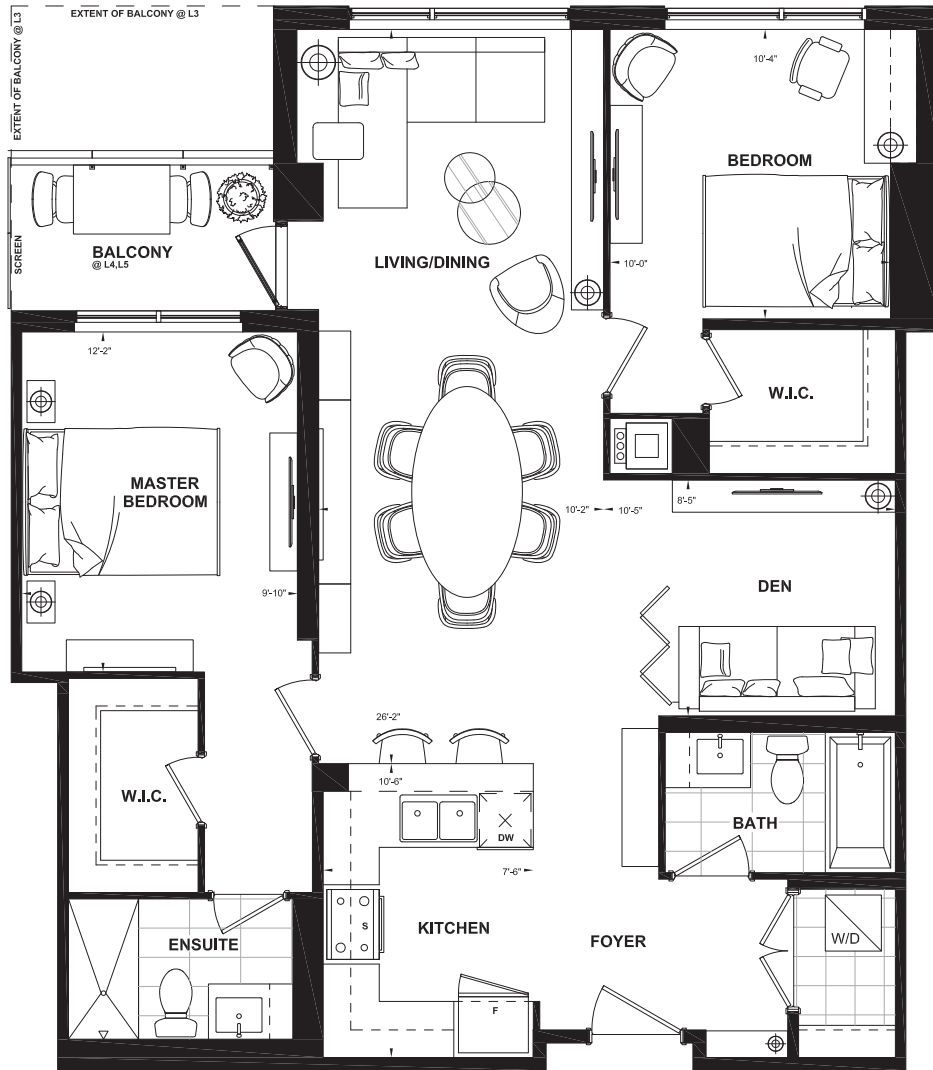 EXTENT OF BALCONY @ L3
EXTENT OF BALCONY @ L3
10'-4"
BEDROOM
SCREEN
BALCONY
@ L4,L5
LIVING/DINING
10'-0"
12'-2"
W.I.C.
MASTER
BEDROOM
8'-5"
10'-2"
10'-5"
DEN
9'-10"
26'-2"
10'-6"
W.I.C.
DW
BATH
7'-6"
S
KITCHEN
FOYER
ENSUITE
W/D
F